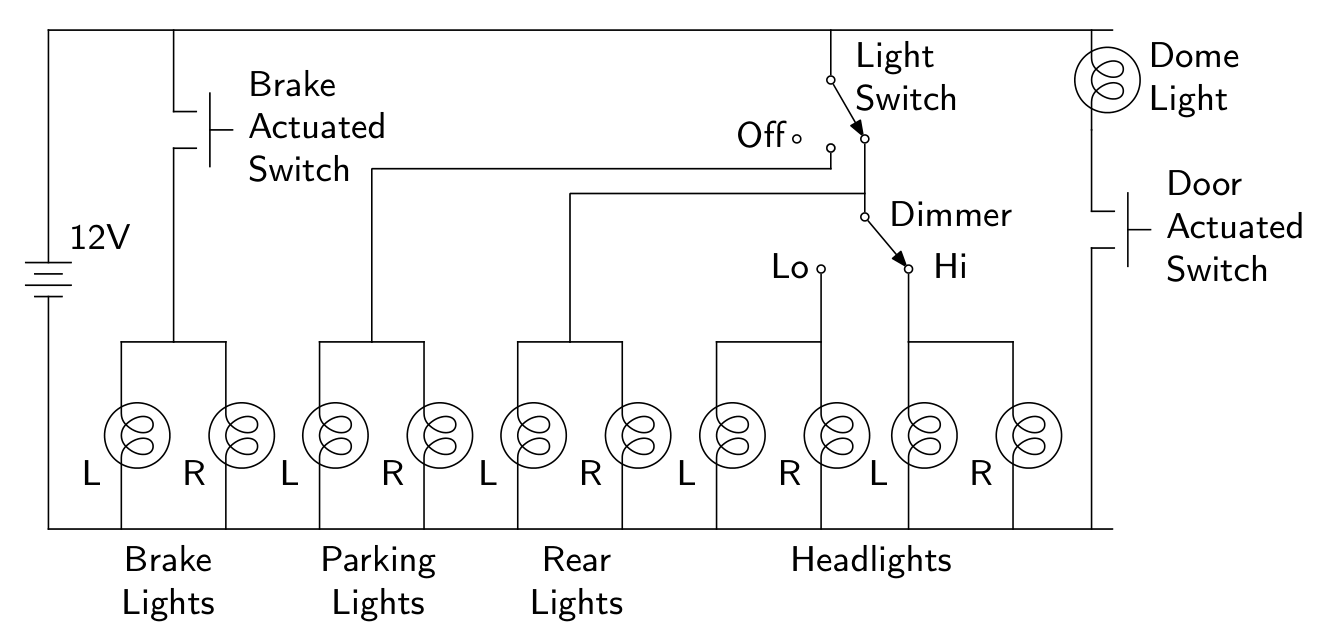 Brake
Actuated
Switch
Light
Switch
Dome
Light
Off
Door
Actuated
Switch
12V
Dimmer
Lo
Hi
L
R
L
R
L
R
L
R
L
R
Brake
Lights
Parking
Lights
Rear
Lights
Headlights